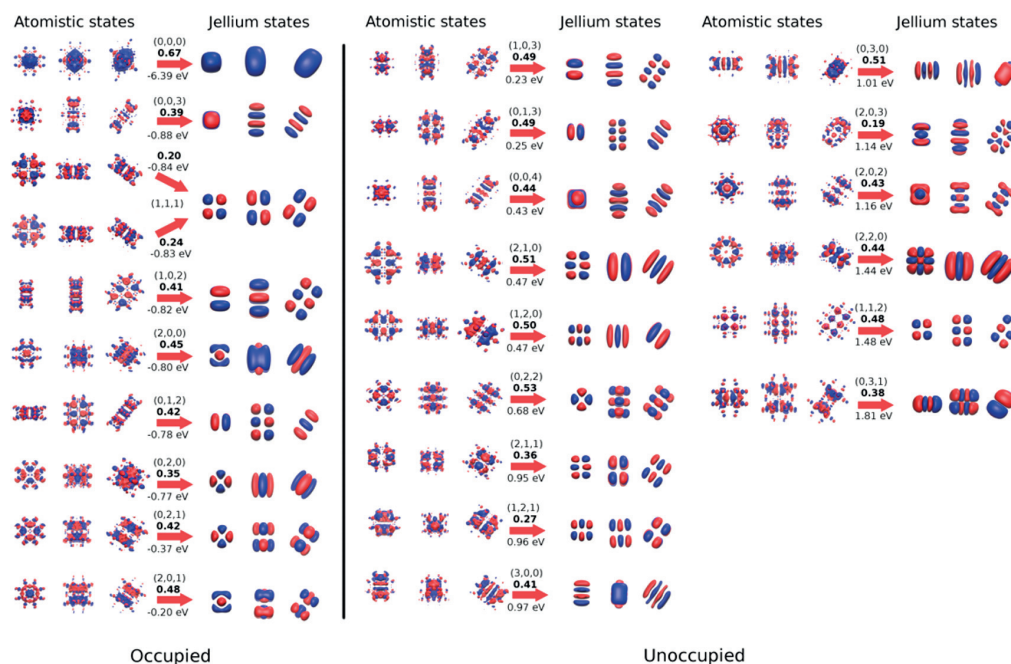 Atomistic states
Jellium states
(0,0,0)
0.67
-6.39 eV
(0,0,3)
0.39
-0.88 eV
0.20
-0.84 eV
(1,1,1)
0.24
-0.83 eV
(1,0,2)
0.41
-0.82 eV
(2,0,0)
0.45
-0.80 eV
(0,1,2)
0.42
-0.78 eV
(0,2,0)
0.35
-0.77 eV
(0,2,1)
0.42
-0.37 eV
(2,0,1)
0.48
-0.20 eV
Occupied
Atomistic states
Jellium states
(1,0,3)
0.49
0.23 eV
(0,1,3)
0.49
0.25 eV
(0,0,4)
0.44
0.43 eV
(2,1,0)
0.51
0.47 eV
(1,2,0)
0.50
0.47 eV
(0,2,2)
0.53
0.68 eV
(2,1,1)
0.36
0.95 eV
(1,2,1)
0.27
0.96 eV
(3,0,0)
0.41
0.97 eV
Atomistic states
Jellium states
(0,3,0)
0.51
1.01 eV
(2,0,3)
0.19
1.14 eV
(2,0,2)
0.43
1.16 eV
(2,2,0)
0.44
1.44 eV
(1,1,2)
0.48
1.48 eV
(0,3,1)
0.38
1.81 eV
Unoccupied